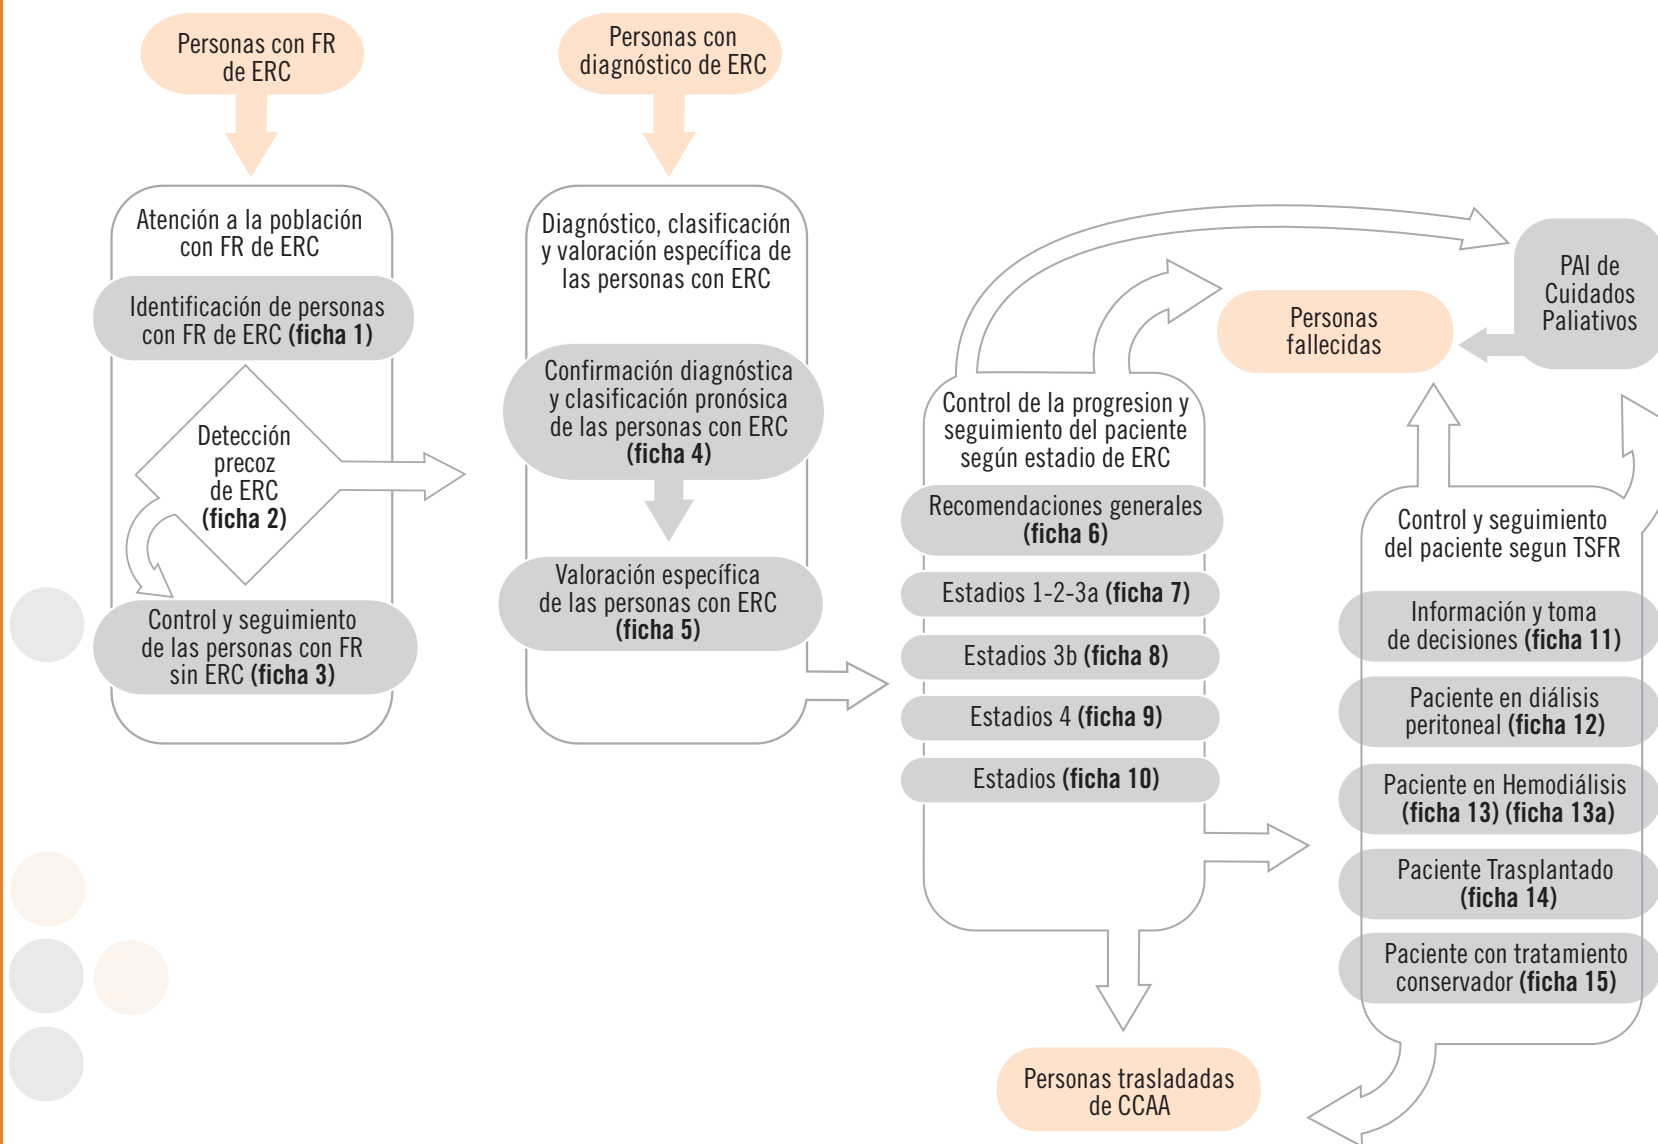 Personas con FR
de ERC
Personas con
diagnóstico de ERC
Atención a la población
con FR de ERC
Identificación de personas
con FR de ERC (ficha 1)
Detección
precoz
de ERC
(ficha 2)
Control y seguimiento
de las personas con FR
sin ERC (ficha 3)
Diagnóstico, clasificación
y valoración específica de
las personas con ERC
Confirmación diagnóstica
y clasificación pronósica
de las personas con ERC
(ficha 4)
Valoración específica
de las personas con ERC
(ficha 5)
Control de la progresion y
seguimiento del paciente
según estadio de ERC
Recomendaciones generales
(ficha 6)
Estadios 1-2-3a (ficha 7)
Estadios 3b (ficha 8)
Estadios 4 (ficha 9)
Estadios (ficha 10)
Personas
fallecidas
PAI de
Cuidados
Paliativos
Control y seguimiento
del paciente segun TSFR
Información y toma
de decisiones (ficha 11)
Paciente en diálisis
peritoneal (ficha 12)
Paciente en Hemodiálisis
(ficha 13) (ficha 13a)
Paciente Trasplantado
(ficha 14)
Paciente con tratamiento
conservador (ficha 15)
Personas trasladadas
de CCAA